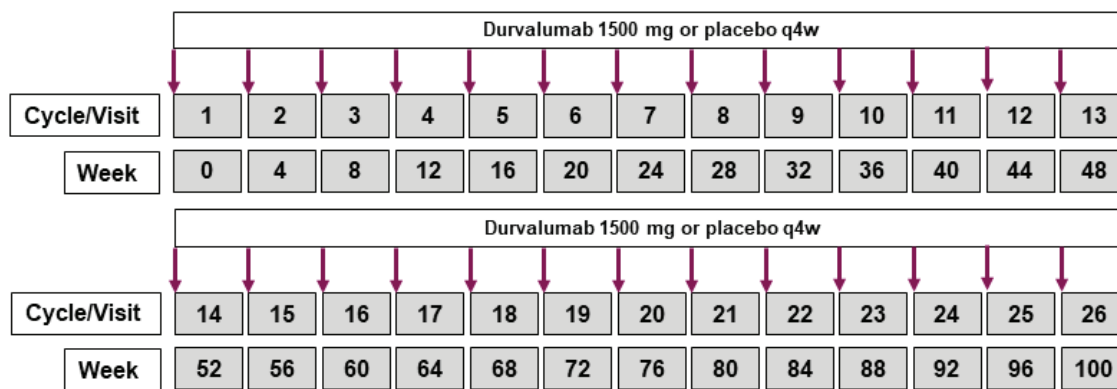 Durvalumab 1500 mg or placebo q4w
Cycle/Visit 1 2 3 4 5 6 7 8 9 10 11 12 13
Week 0 4 8 12 16 20 24 28 32 36 40 44 48
Durvalumab 1500 mg or placebo q4w
Cycle/Visit 14 15 16 17 18 19 20 21 22 23 24 25 26
Week 52 56 60 64 68 72 76 80 84 88 92 96 100